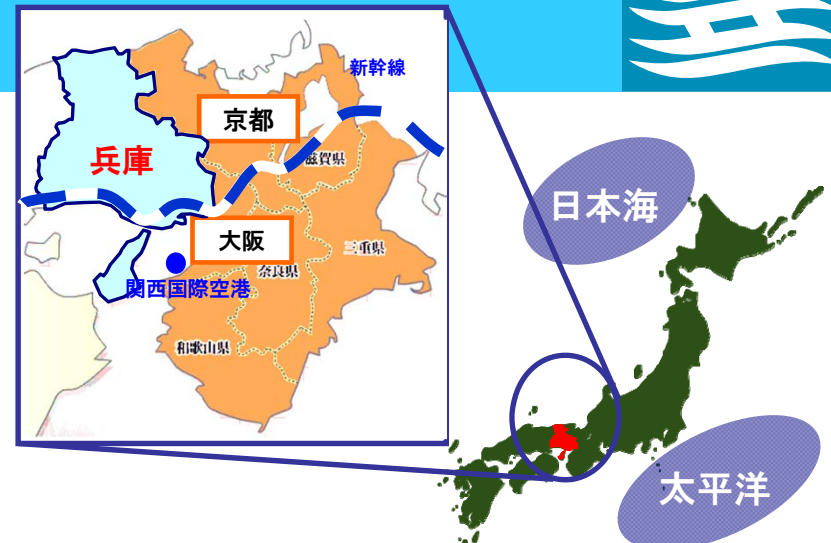 新幹線
京都
兵庫
滋賀県
日本海
大阪
三重県
奈良県
関西国際空港
和歌山県
太平洋